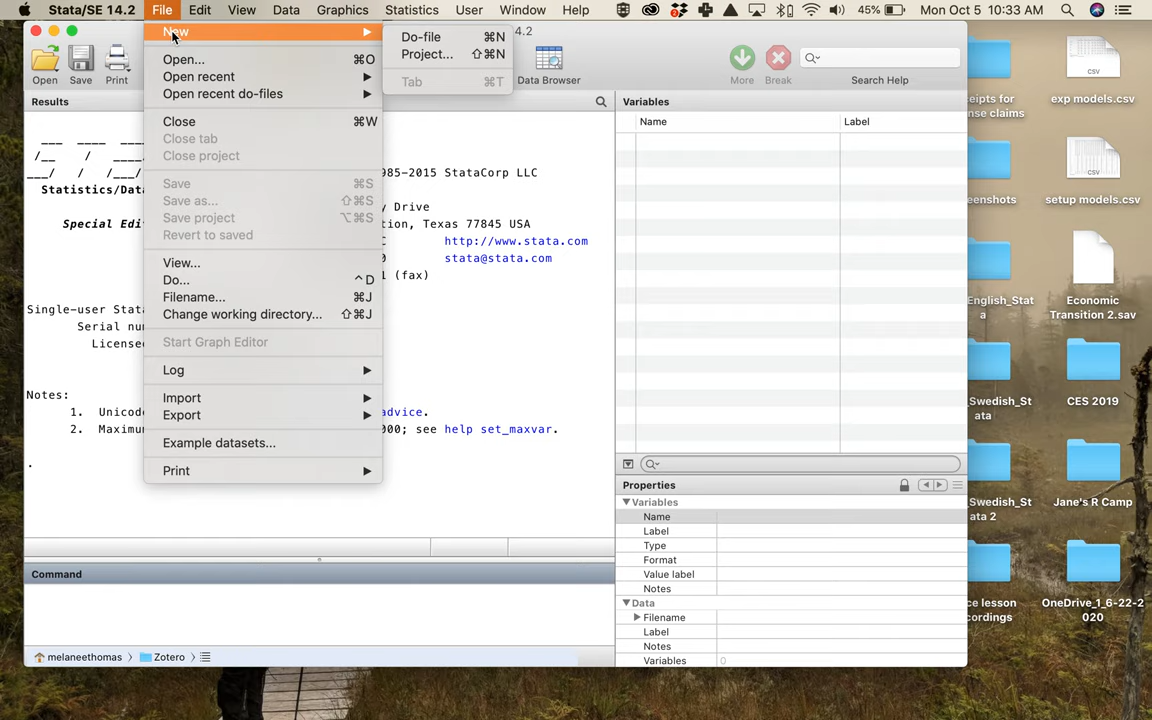 Stata/SE 14.2 File Edit View Data Graphics Statistics User Window Help 45% Mon Oct 5 10:33 AM
New
4.2
Do-file ⌘N
Project... ⇧⌘N
Tab ⌘T
Open Save Print
Data Browser
More Break Search Help
Open... ⌘O
Open recent
Open recent do-files
Close ⌘W
Close tab
Close project
Save ⌘S
Save as... ⇧⌘S
Save project ⌥⌘S
Revert to saved
View...
Do... ^D
Filename... ⌘J
Change working directory... ⇧⌘J
Start Graph Editor
Log
Import
Export
Example datasets...
Print
Results
985-2015 StataCorp LLC
Statistics/Dat
y Drive
Special Edi
tion, Texas 77845 USA
C http://www.stata.com
0 stata@stata.com
1 (fax)
Single-user Stat
Serial nu
License
Notes:
1. Unicod
advice.
2. Maximu
000; see help set_maxvar.
.
Command
melaneethomas
Zotero
Variables
Name Label
Properties
Variables
Name
Label
Type
Format
Value label
Notes
Data
Filename
Label
Notes
Variables 0
csv
ceipts for
nse claims
exp models.csv
csv
eenshots
setup models.csv
English_Stat
a
Economic
Transition 2.sav
Swedish_St
ata
CES 2019
Swedish_St
ata 2
Jane's R Camp
ce lesson
cordings
OneDrive_1_6-22-2
020